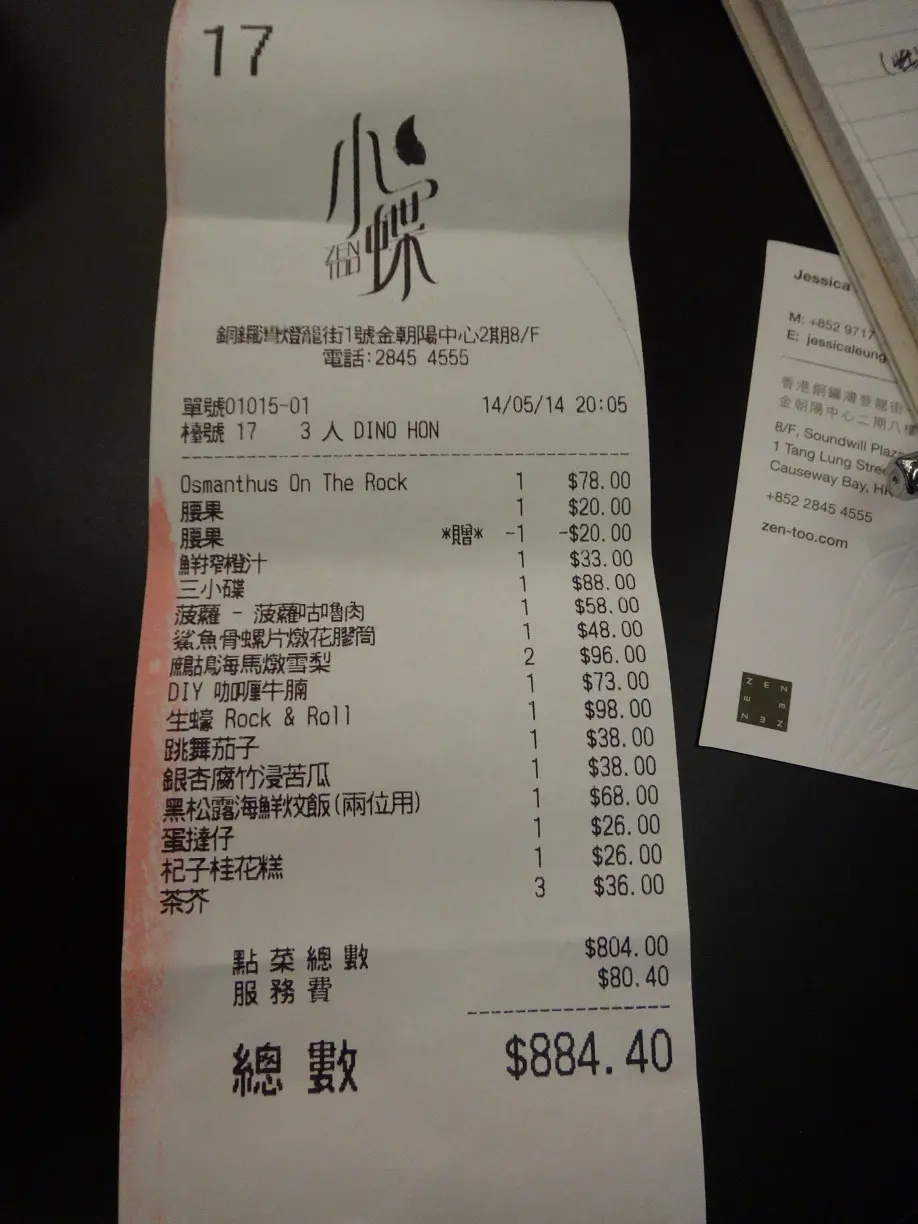 17
小蝶
ZEN
TOO
銅鑼灣燈籠街1號金朝陽中心2期8/F
電話:2845 4555
單號01015-01 14/05/14 20:05
檯號 17 3 人 DINO HON
Osmanthus On The Rock 1 $78.00
腰果 1 $20.00
腰果 *贈* -1 -$20.00
鮮搾橙汁 1 $33.00
三小碟 1 $88.00
菠蘿 - 菠蘿咕嚕肉 1 $58.00
鯊魚骨螺片燉花膠筒 1 $48.00
鷓鴣海馬燉雪梨 2 $96.00
DIY 咖喱牛腩 1 $73.00
生蠔 Rock & Roll 1 $98.00
跳舞茄子 1 $38.00
銀杏腐竹浸苦瓜 1 $38.00
黑松露海鮮炆飯(兩位用) 1 $68.00
蛋撻仔 1 $26.00
杞子桂花糕 1 $26.00
茶芥 3 $36.00
點菜總數 $804.00
服務費 $80.40
總數 $884.40
Jessica
M: +852 9717
E: jessicaleung
香港銅鑼灣登龍街
金朝陽中心二期八樓
8/F, Soundwill Plaza
1 Tang Lung Stree
Causeway Bay, HK
+852 2845 4555
zen-too.com
ZEN
ZEN